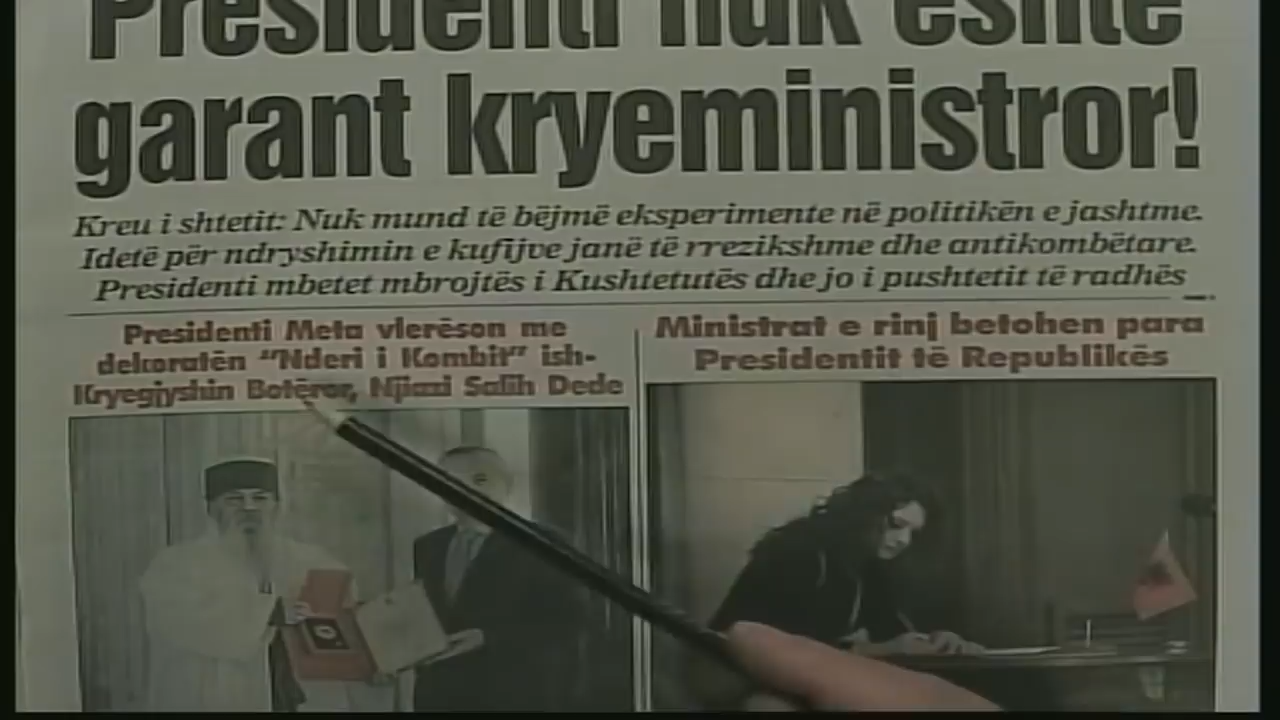 Presidenti nuk është
garant kryeministror!
Kreu i shtetit: Nuk mund të bëjmë eksperimente në politikën e jashtme.
Idetë për ndryshimin e kufijve janë të rrezikshme dhe antikombëtare.
Presidenti mbetet mbrojtës i Kushtetutës dhe jo i pushtetit të radhës
Presidenti Meta vlerëson me
dekoratën "Nderi i Kombit" ish-
Kryegjyshin Botëror, Njiazi Salih Dede
Ministrat e rinj betohen para
Presidentit të Republikës